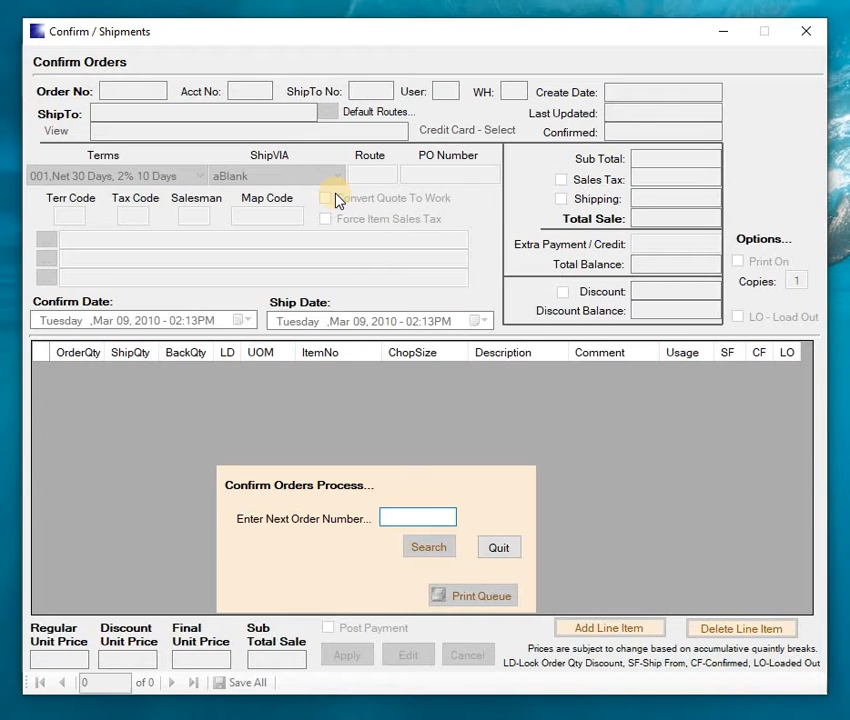 Confirm / Shipments
Confirm Orders
Order No: Acct No: ShipTo No: User: WH: Create Date:
ShipTo: Default Routes... Last Updated:
View Credit Card - Select Confirmed:
Terms ShipVIA Route PO Number
001,Net 30 Days, 2% 10 Days aBlank
Sub Total:
Sales Tax:
Terr Code Tax Code Salesman Map Code Convert Quote To Work Shipping:
Force Item Sales Tax Total Sale:
... Extra Payment / Credit: Options...
... Total Balance: Print On
... Copies: 1
Confirm Date: Ship Date: Discount:
Tuesday ,Mar 09, 2010 - 02:13PM Tuesday ,Mar 09, 2010 - 02:13PM Discount Balance: LO - Load Out
OrderQty ShipQty BackQty LD UOM ItemNo ChopSize Description Comment Usage SF CF LO
Confirm Orders Process...
Enter Next Order Number...
Search Quit
Print Queue
Regular Unit Price Discount Unit Price Final Unit Price Sub Total Sale Post Payment Add Line Item Delete Line Item
Prices are subject to change based on accumulative quaintly breaks.
Apply Edit Cancel LD-Lock Order Qty Discount, SF-Ship From, CF-Confirmed, LO-Loaded Out
0 of 0 Save All